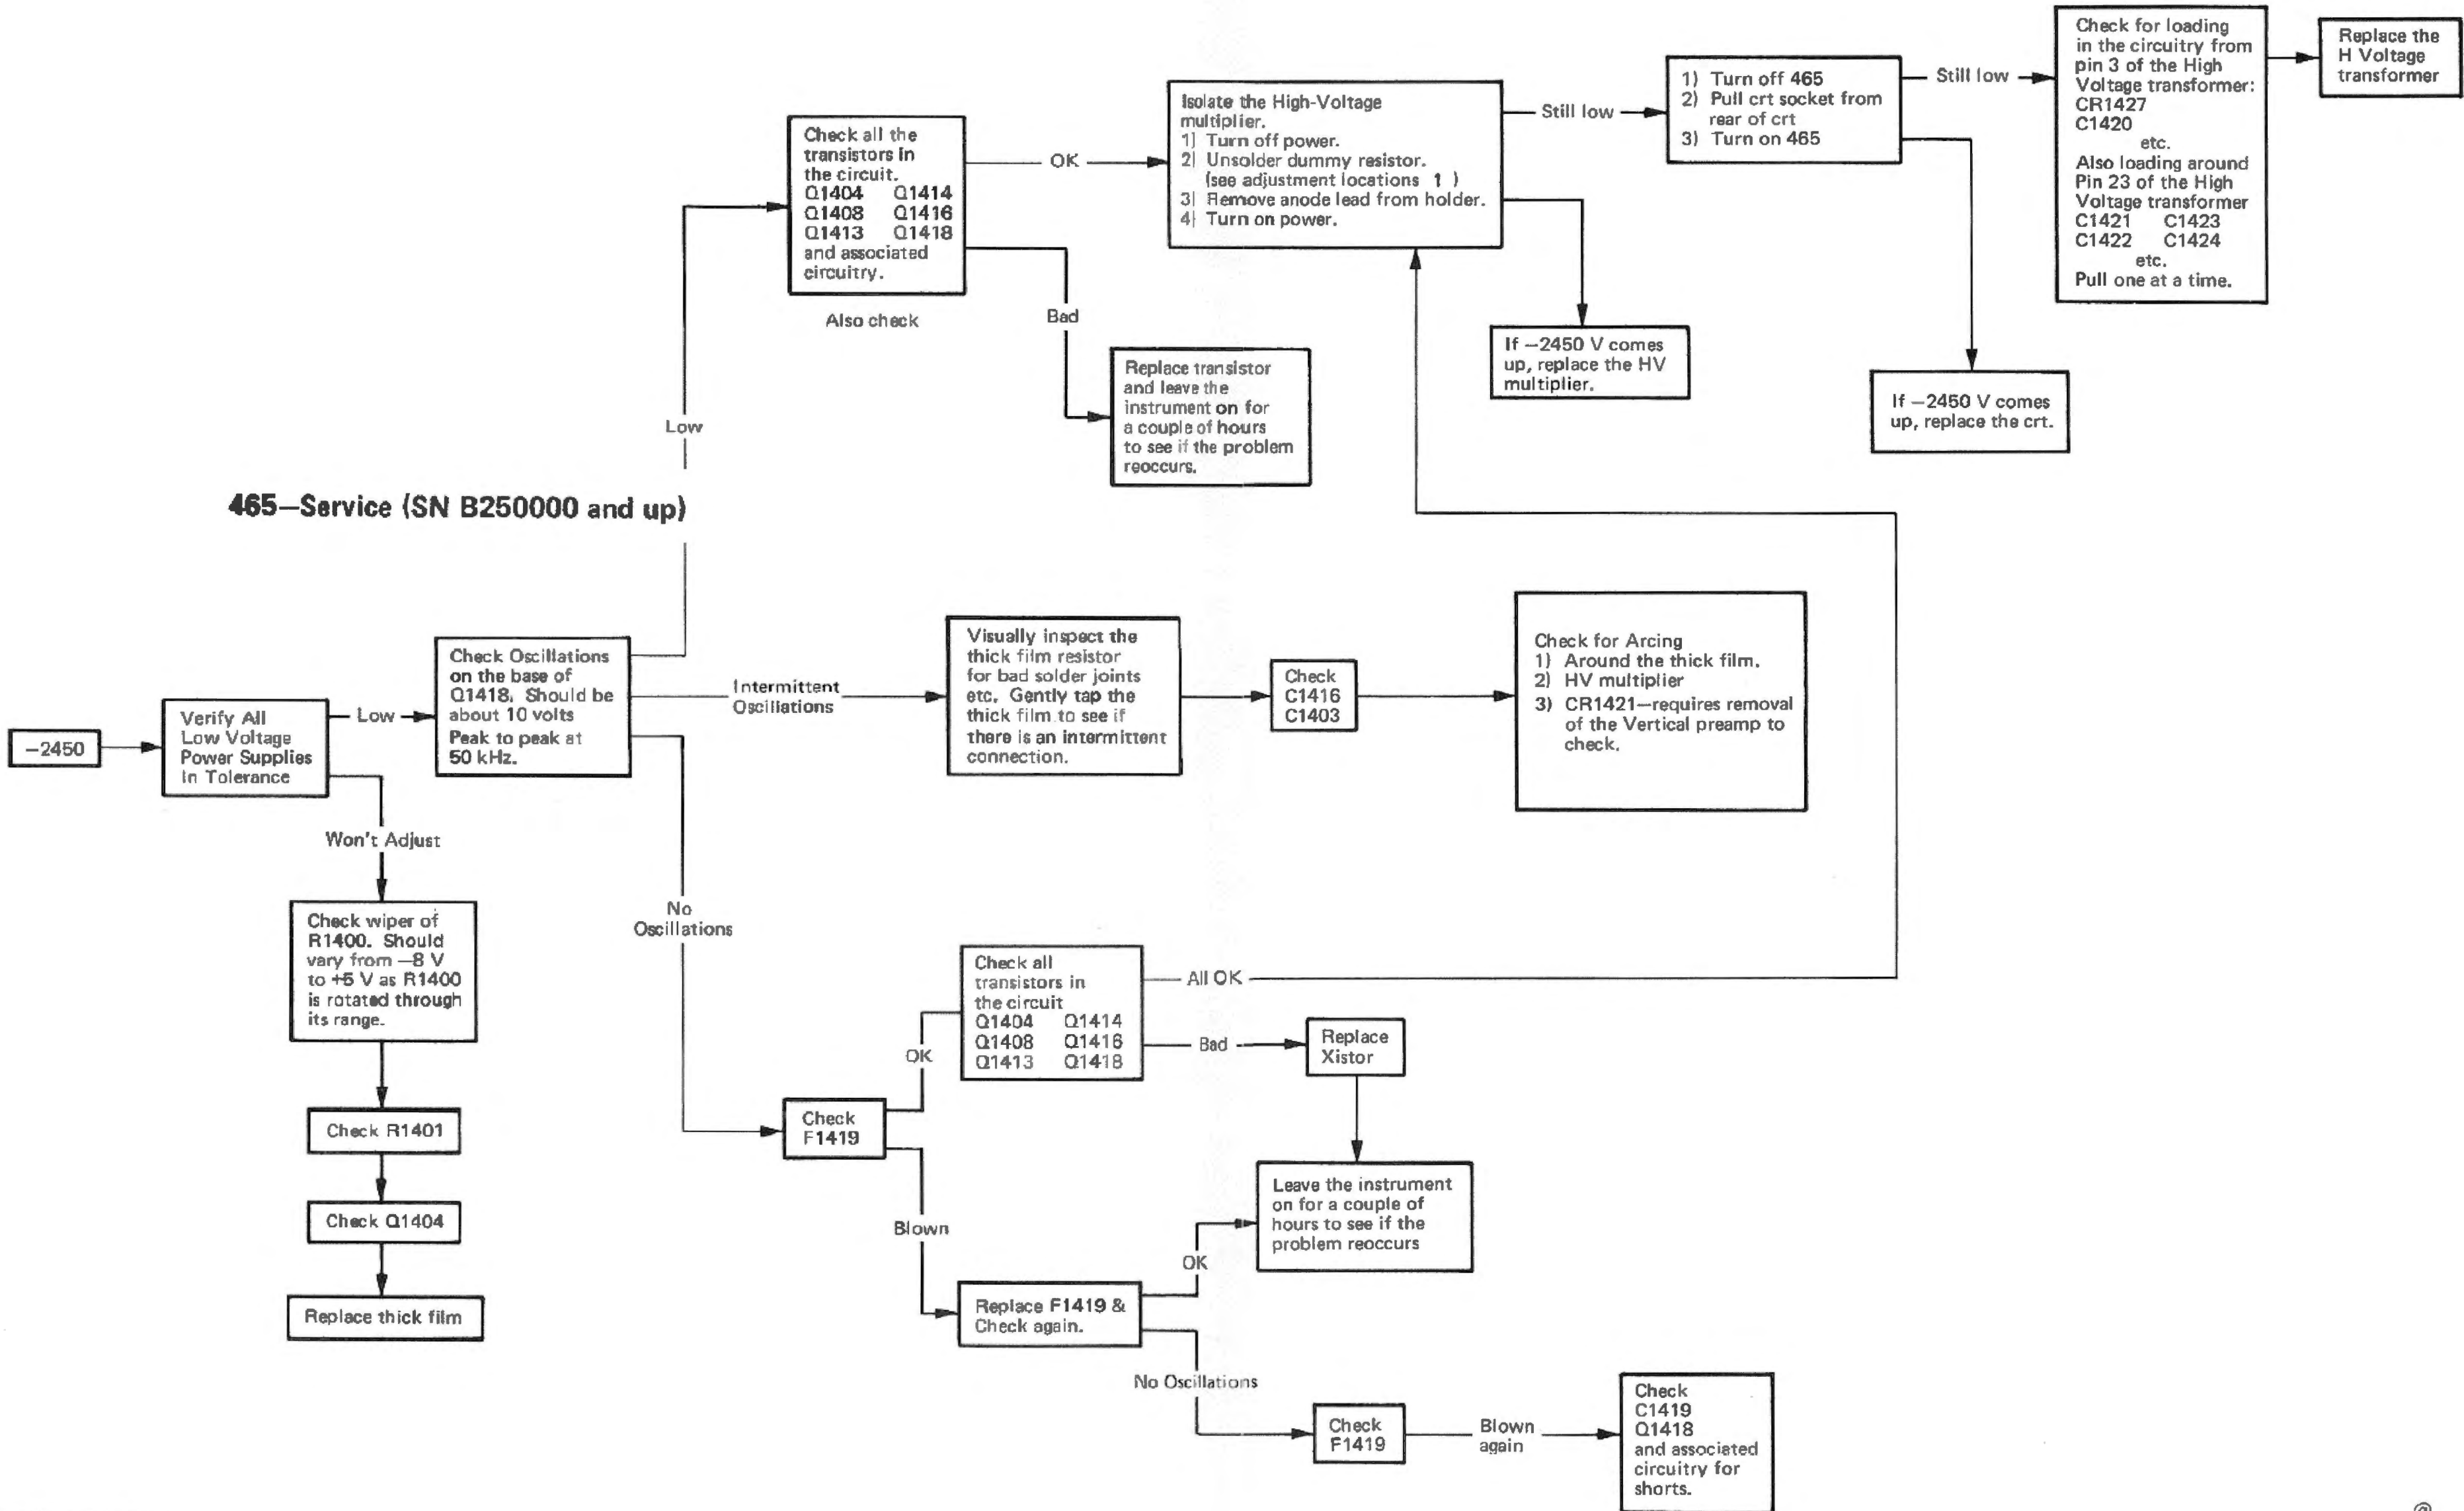 465—Service (SN B250000 and up)
—2450
Verify All
Low Voltage
Power Supplies
In Tolerance
Low
Won't Adjust
Check wiper of
R1400. Should
vary from —8 V
to +5 V as R1400
is rotated through
its range.
Check R1401
Check Q1404
Replace thick film
Check Oscillations
on the base of
Q1418. Should be
about 10 volts
Peak to peak at
50 kHz.
Low
Check all the
transistors in
the circuit.
Q1404 Q1414
Q1408 Q1416
Q1413 Q1418
and associated
circuitry.
Also check
OK
Bad
Replace transistor
and leave the
instrument on for
a couple of hours
to see if the problem
reoccurs.
Isolate the High-Voltage
multiplier.
1) Turn off power.
2) Unsolder dummy resistor.
(see adjustment locations 1 )
3) Remove anode lead from holder.
4) Turn on power.
Still low
If —2450 V comes
up, replace the HV
multiplier.
1) Turn off 465
2) Pull crt socket from
rear of crt
3) Turn on 465
Still low
If —2450 V comes
up, replace the crt.
Check for loading
in the circuitry from
pin 3 of the High
Voltage transformer:
CR1427
C1420
etc.
Also loading around
Pin 23 of the High
Voltage transformer
C1421 C1423
C1422 C1424
etc.
Pull one at a time.
Replace the
H Voltage
transformer
Intermittent
Oscillations
Visually inspect the
thick film resistor
for bad solder joints
etc. Gently tap the
thick film to see if
there is an intermittent
connection.
Check
C1416
C1403
Check for Arcing
1) Around the thick film.
2) HV multiplier
3) CR1421—requires removal
of the Vertical preamp to
check.
No
Oscillations
Check
F1419
OK
Check all
transistors in
the circuit
Q1404 Q1414
Q1408 Q1416
Q1413 Q1418
All OK
Bad
Replace
Xistor
Leave the instrument
on for a couple of
hours to see if the
problem reoccurs
Blown
Replace F1419 &
Check again.
OK
No Oscillations
Check
F1419
Blown
again
Check
C1419
Q1418
and associated
circuitry for
shorts.
@